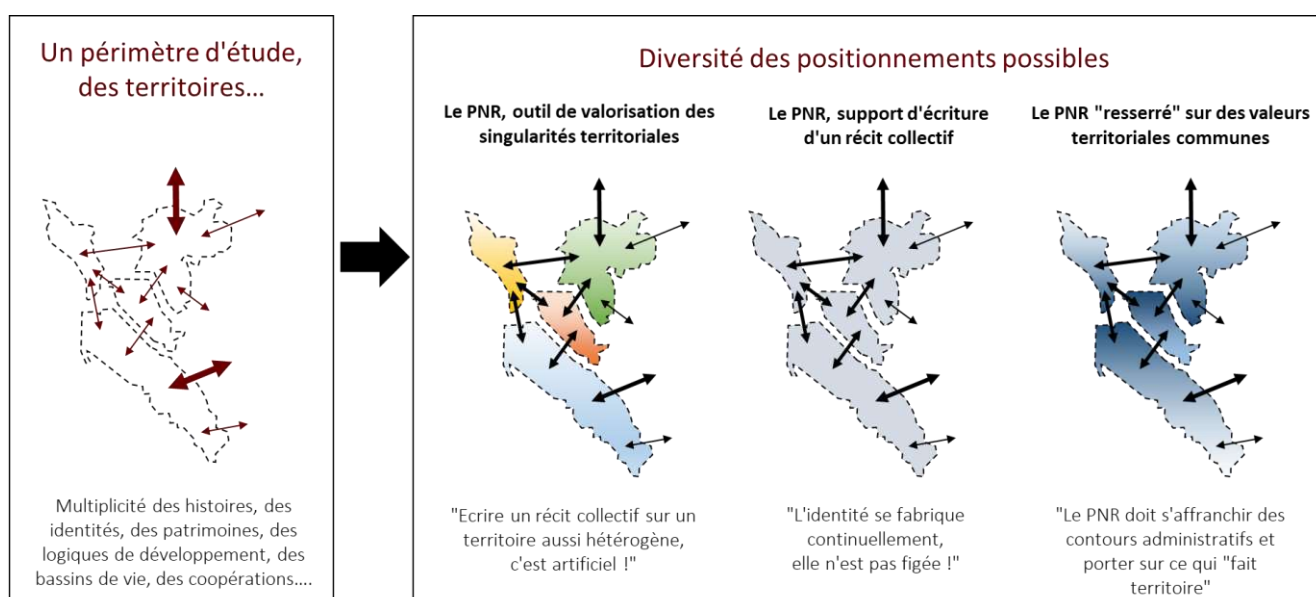 Un périmètre d'étude,
des territoires…
Multiplicité des histoires, des
identités, des patrimoines, des
logiques de développement, des
bassins de vie, des coopérations….
Diversité des positionnements possibles
Le PNR, outil de valorisation des
singularités territoriales
"Ecrire un récit collectif sur un
territoire aussi hétérogène,
c'est artificiel !"
Le PNR, support d'écriture
d'un récit collectif
"L'identité se fabrique
continuellement,
elle n'est pas figée !"
Le PNR "resserré" sur des valeurs
territoriales communes
"Le PNR doit s'affranchir des
contours administratifs et
porter sur ce qui "fait
territoire"